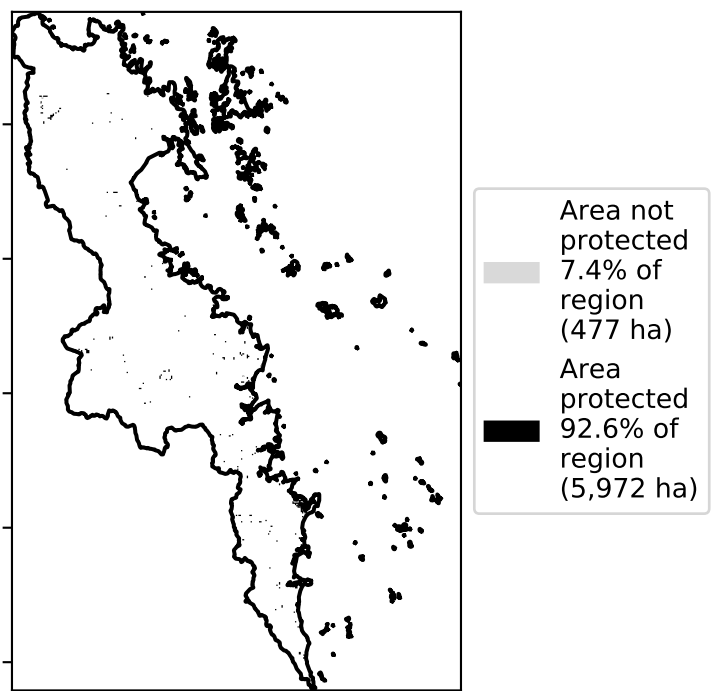 Area not
protected
7.4% of
region
(477 ha)
Area
protected
92.6% of
region
(5,972 ha)